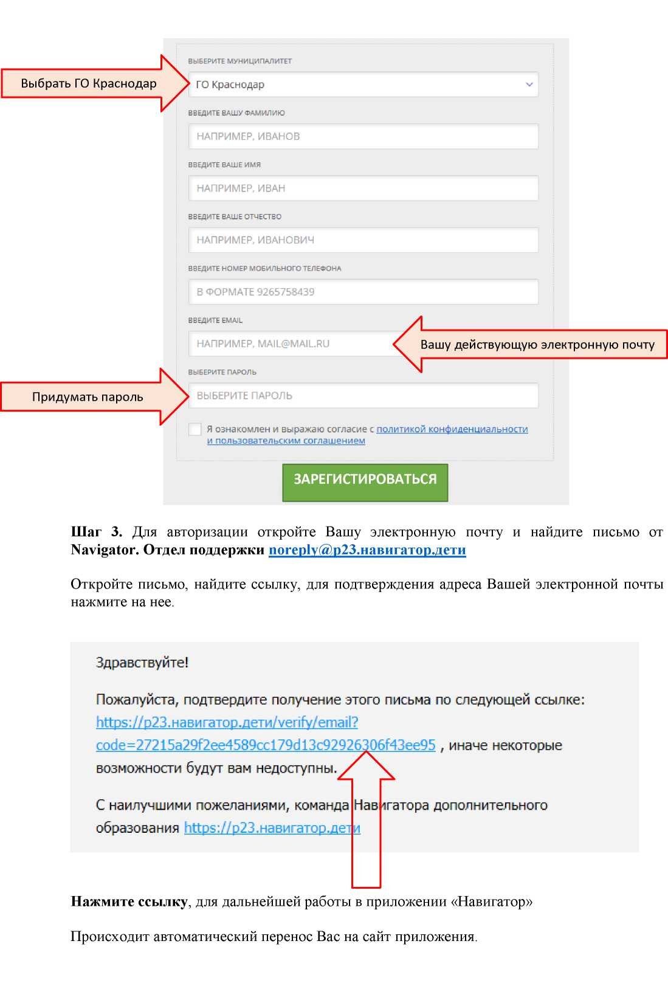 ВЫБЕРИТЕ МУНИЦИПАЛИТЕТ
Выбрать ГО Краснодар
ГО Краснодар
ВВЕДИТЕ ВАШУ ФАМИЛИЮ
НАПРИМЕР, ИВАНОВ
ВВЕДИТЕ ВАШЕ ИМЯ
НАПРИМЕР, ИВАН
ВВЕДИТЕ ВАШЕ ОТЧЕСТВО
НАПРИМЕР, ИВАНОВИЧ
ВВЕДИТЕ НОМЕР МОБИЛЬНОГО ТЕЛЕФОНА
В ФОРМАТЕ 9265758439
ВВЕДИТЕ EMAIL
НАПРИМЕР, MAIL@MAIL.RU
Вашу действующую электронную почту
ВЫБЕРИТЕ ПАРОЛЬ
Придумать пароль
ВЫБЕРИТЕ ПАРОЛЬ
Я ознакомлен и выражаю согласие с политикой конфиденциальности
и пользовательским соглашением
ЗАРЕГИСТИРОВАТЬСЯ
Шаг 3. Для авторизации откройте Вашу электронную почту и найдите письмо от
Navigator. Отдел поддержки noreply@р23.навигатор.дети
Откройте письмо, найдите ссылку, для подтверждения адреса Вашей электронной почты
нажмите на нее.
Здравствуйте!
Пожалуйста, подтвердите получение этого письма по следующей ссылке:
https://р23.навигатор.дети/verify/email?
code=27215a29f2ee4589cc179d13c92926306f43ee95 , иначе некоторые
возможности будут вам недоступны.
С наилучшими пожеланиями, команда Навигатора дополнительного
образования https://р23.навигатор.дети
Нажмите ссылку, для дальнейшей работы в приложении «Навигатор»
Происходит автоматический перенос Вас на сайт приложения.